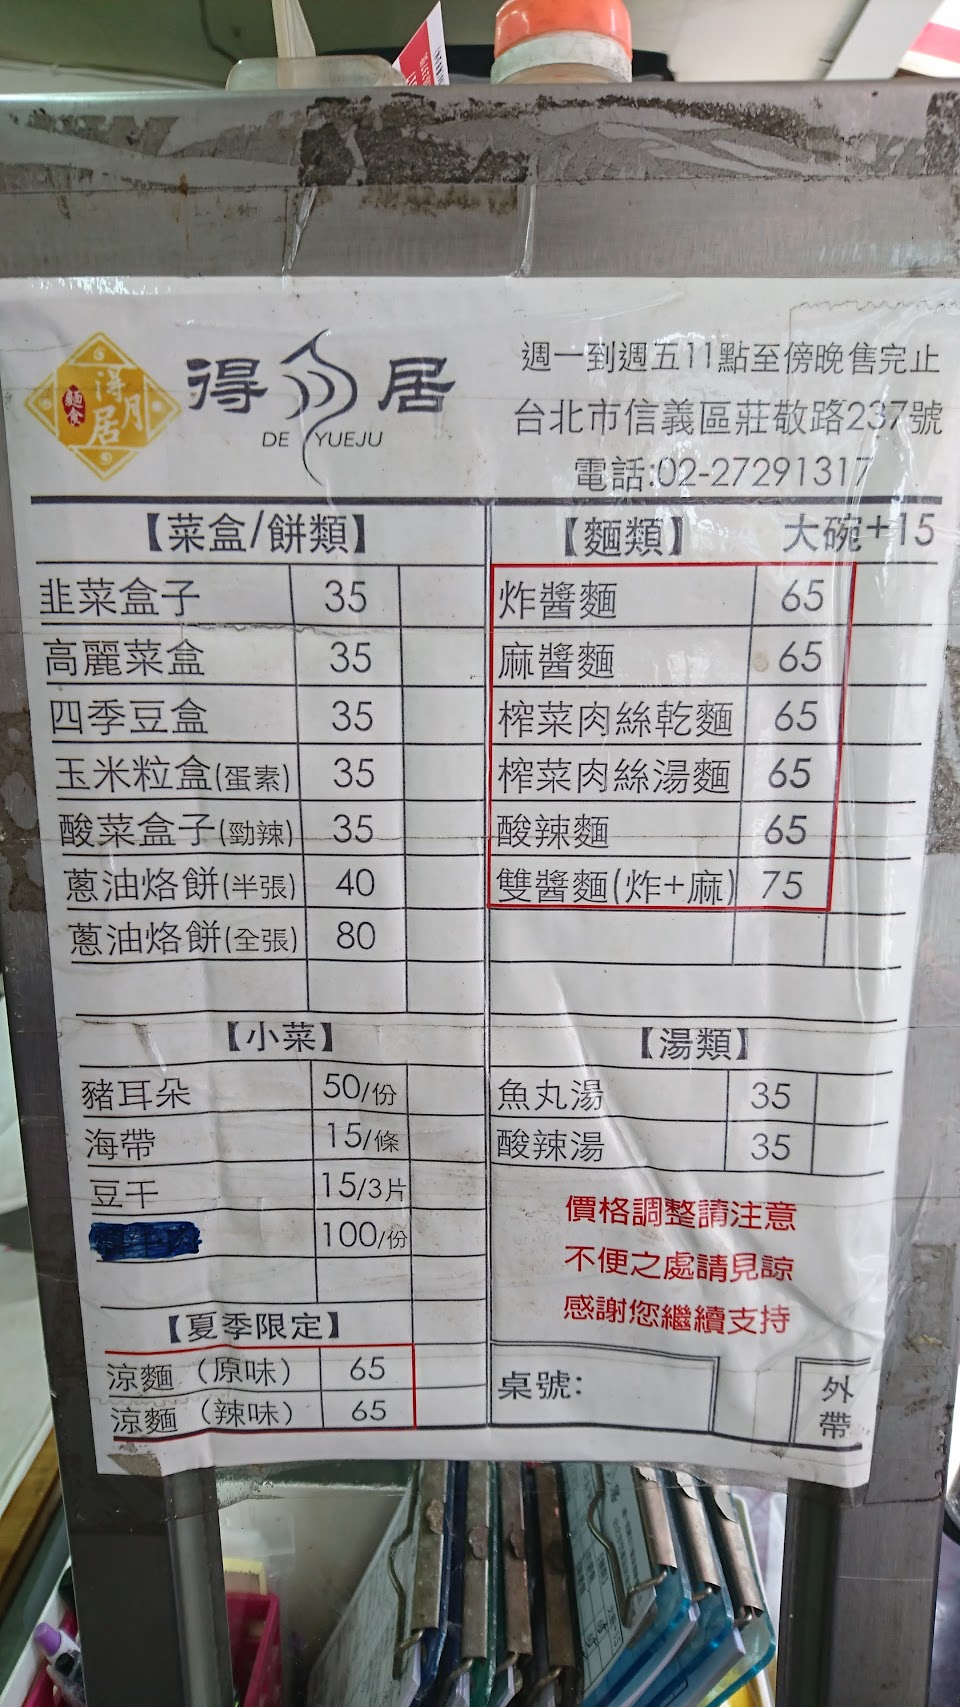 得月居
麵食
得月居
DE YUEJU
週一到週五11點至傍晚售完止
台北市信義區莊敬路237號
電話:02-27291317
【菜盒/餅類】
韭菜盒子 35
高麗菜盒 35
四季豆盒 35
玉米粒盒(蛋素) 35
酸菜盒子(勁辣) 35
蔥油烙餅(半張) 40
蔥油烙餅(全張) 80
【麵類】 大碗+15
炸醬麵 65
麻醬麵 65
榨菜肉絲乾麵 65
榨菜肉絲湯麵 65
酸辣麵 65
雙醬麵(炸+麻) 75
【小菜】
豬耳朵 50/份
海帶 15/條
豆干 15/3片
100/份
【湯類】
魚丸湯 35
酸辣湯 35
價格調整請注意
不便之處請見諒
感謝您繼續支持
【夏季限定】
涼麵（原味） 65
涼麵（辣味） 65
桌號:
外帶